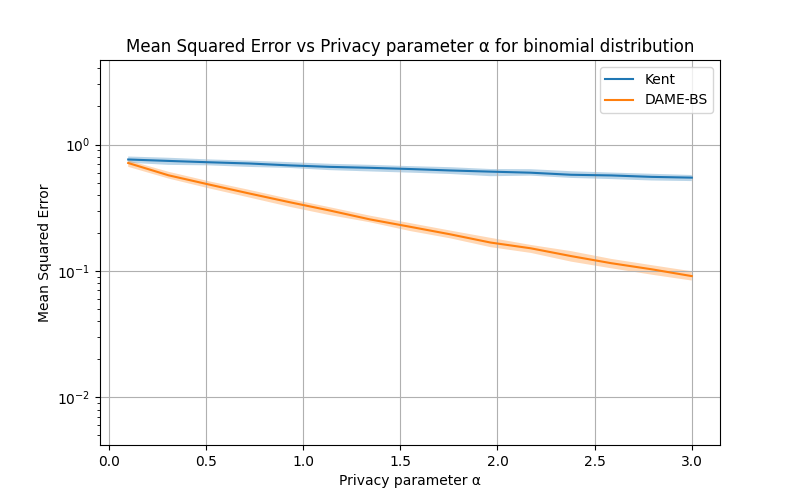 Mean Squared Error vs Privacy parameter α for binomial distribution
Kent
DAME-BS
Mean Squared Error
10⁰
10⁻¹
10⁻²
0.0 0.5 1.0 1.5 2.0 2.5 3.0
Privacy parameter α